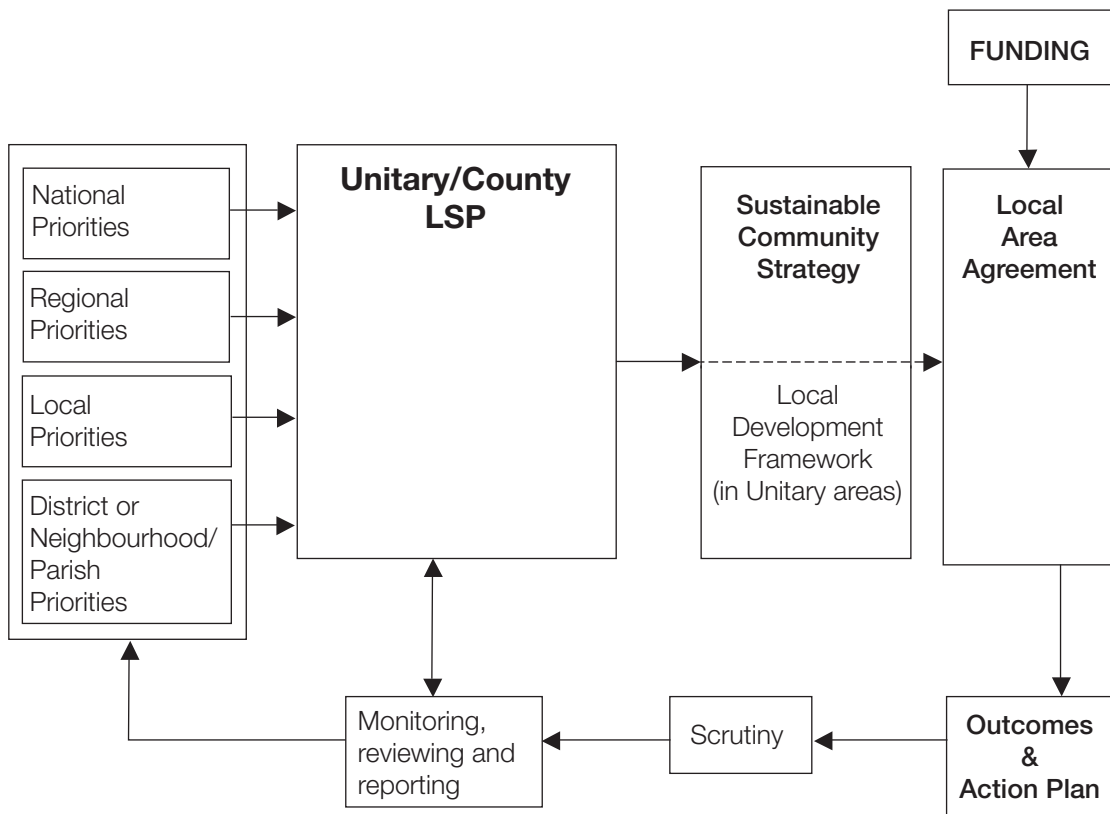 FUNDING
National
Priorities
Regional
Priorities
Local
Priorities
District or
Neighbourhood/
Parish
Priorities
Unitary/County
LSP
Sustainable
Community
Strategy
Local
Development
Framework
(in Unitary areas)
Local
Area
Agreement
Monitoring,
reviewing and
reporting
Scrutiny
Outcomes
&
Action Plan